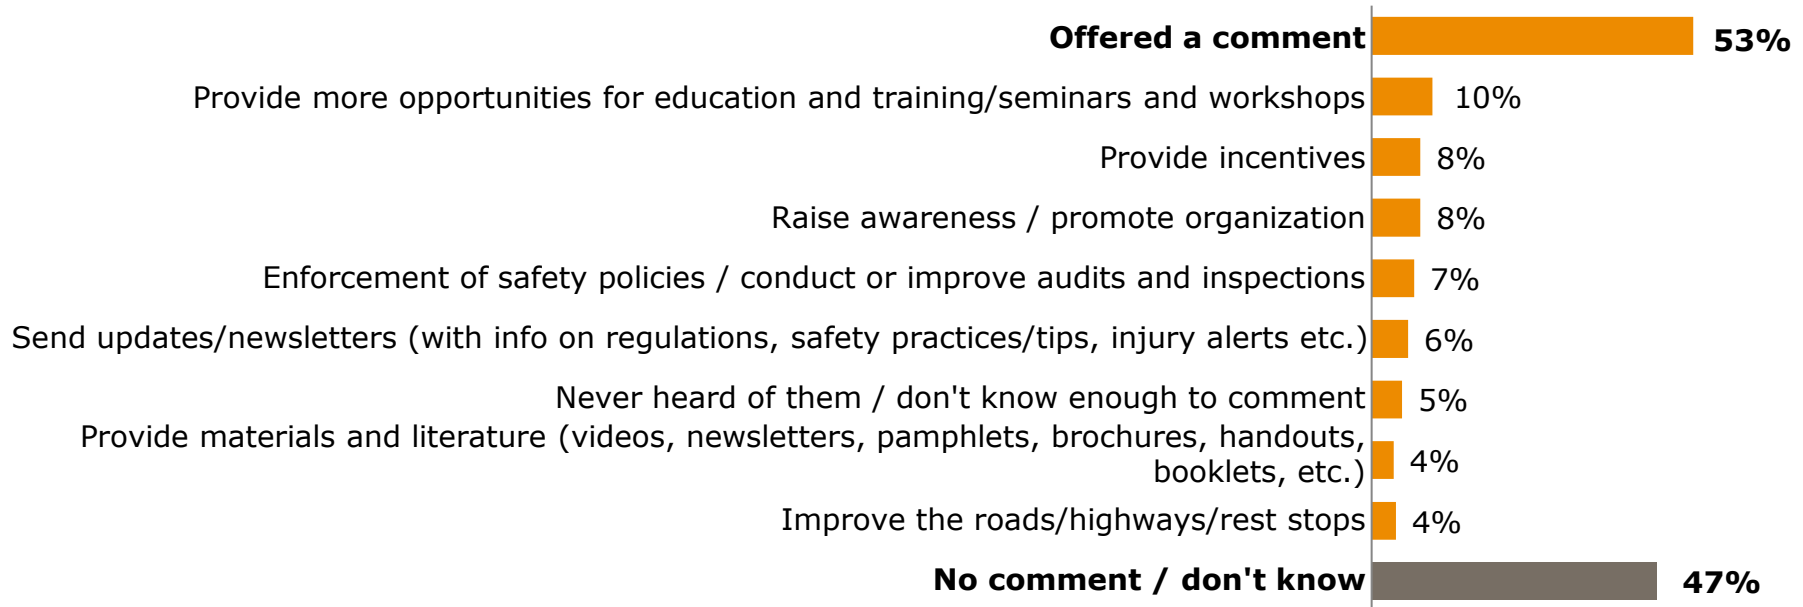 Offered a comment 53%
Provide more opportunities for education and training/seminars and workshops 10%
Provide incentives 8%
Raise awareness / promote organization 8%
Enforcement of safety policies / conduct or improve audits and inspections 7%
Send updates/newsletters (with info on regulations, safety practices/tips, injury alerts etc.) 6%
Never heard of them / don't know enough to comment 5%
Provide materials and literature (videos, newsletters, pamphlets, brochures, handouts,
booklets, etc.) 4%
Improve the roads/highways/rest stops 4%
No comment / don't know 47%